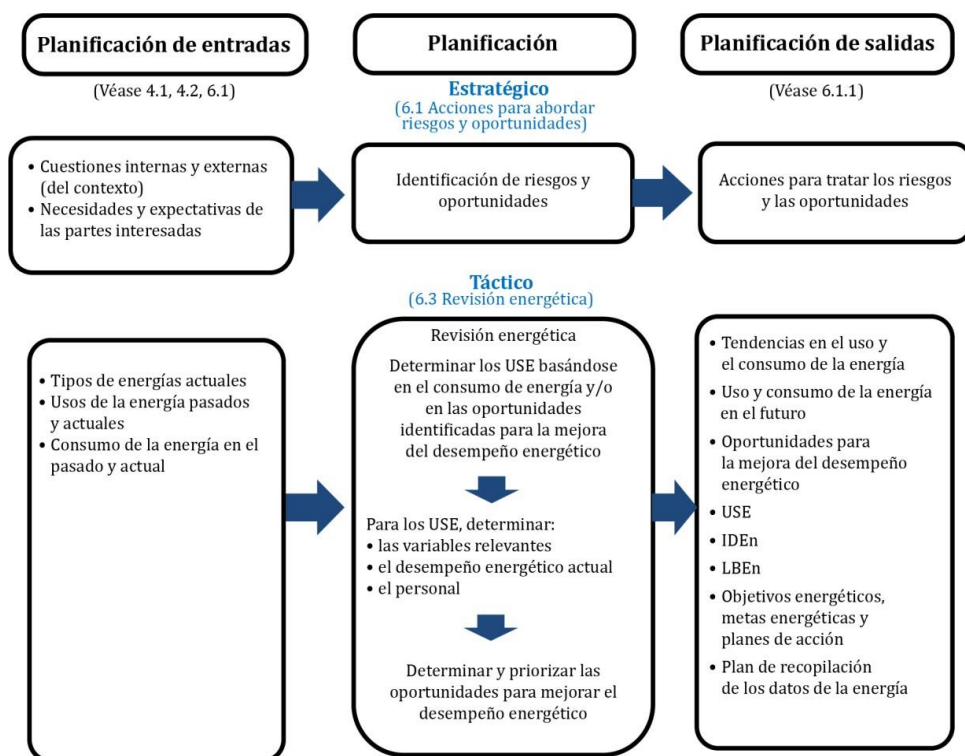 Planificación de entradas
Planificación
Planificación de salidas
(Véase 4.1, 4.2, 6.1)
Estratégico
(6.1 Acciones para abordar
riesgos y oportunidades)
(Véase 6.1.1)
• Cuestiones internas y externas
(del contexto)
• Necesidades y expectativas de
las partes interesadas
Identificación de riesgos y
oportunidades
Acciones para tratar los riesgos
y las oportunidades
Táctico
(6.3 Revisión energética)
• Tipos de energías actuales
• Usos de la energía pasados
y actuales
• Consumo de la energía en el
pasado y actual
Revisión energética
Determinar los USE basándose
en el consumo de energía y/o
en las oportunidades
identificadas para la mejora
del desempeño energético
Para los USE, determinar:
• las variables relevantes
• el desempeño energético actual
• el personal
Determinar y priorizar las
oportunidades para mejorar el
desempeño energético
• Tendencias en el uso y
el consumo de la energía
• Uso y consumo de la energía
en el futuro
• Oportunidades para
la mejora del desempeño
energético
• USE
• IDEn
• LBEn
• Objetivos energéticos,
metas energéticas y
planes de acción
• Plan de recopilación
de los datos de la energía